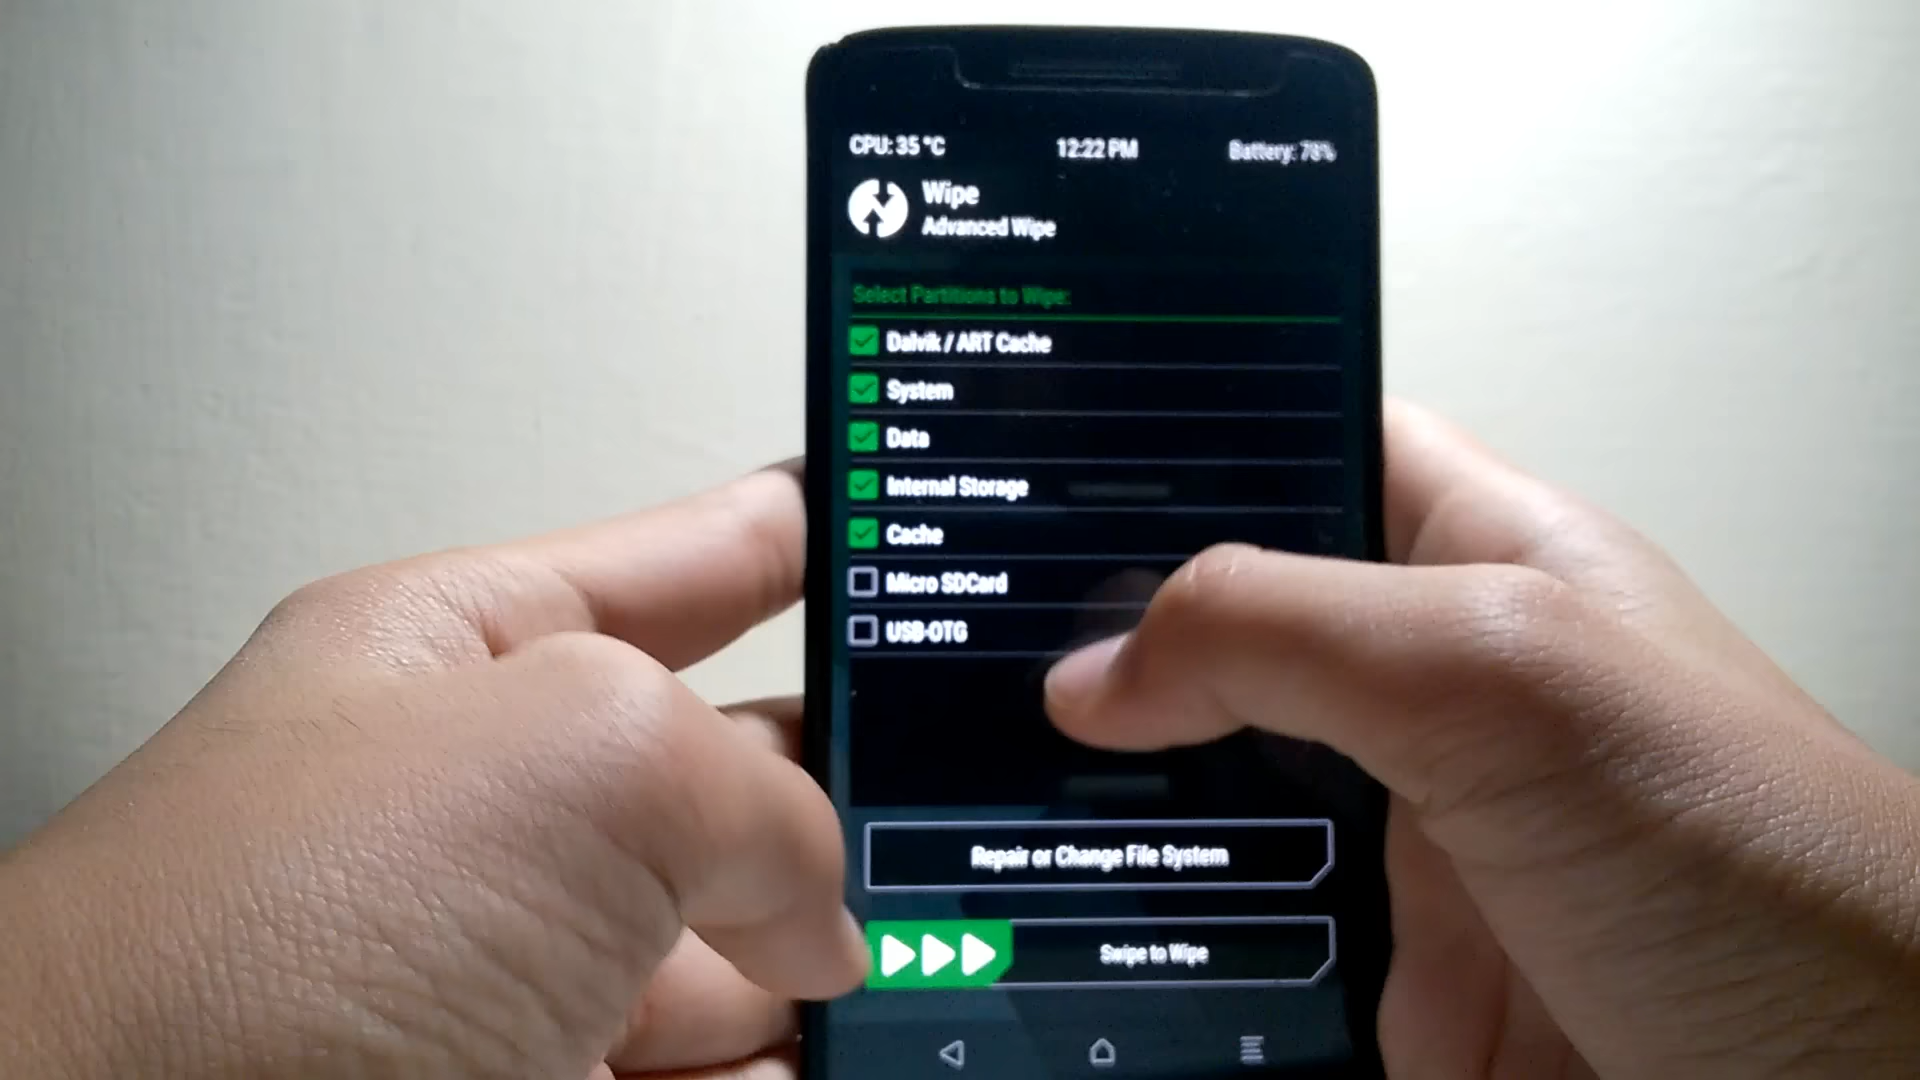 CPU: 35 °C 12:22 PM Battery: 78%
Wipe
Advanced Wipe
Select Partitions to Wipe:
Dalvik / ART Cache
System
Data
Internal Storage
Cache
Micro SDCard
USB-OTG
Repair or Change File System
Swipe to Wipe